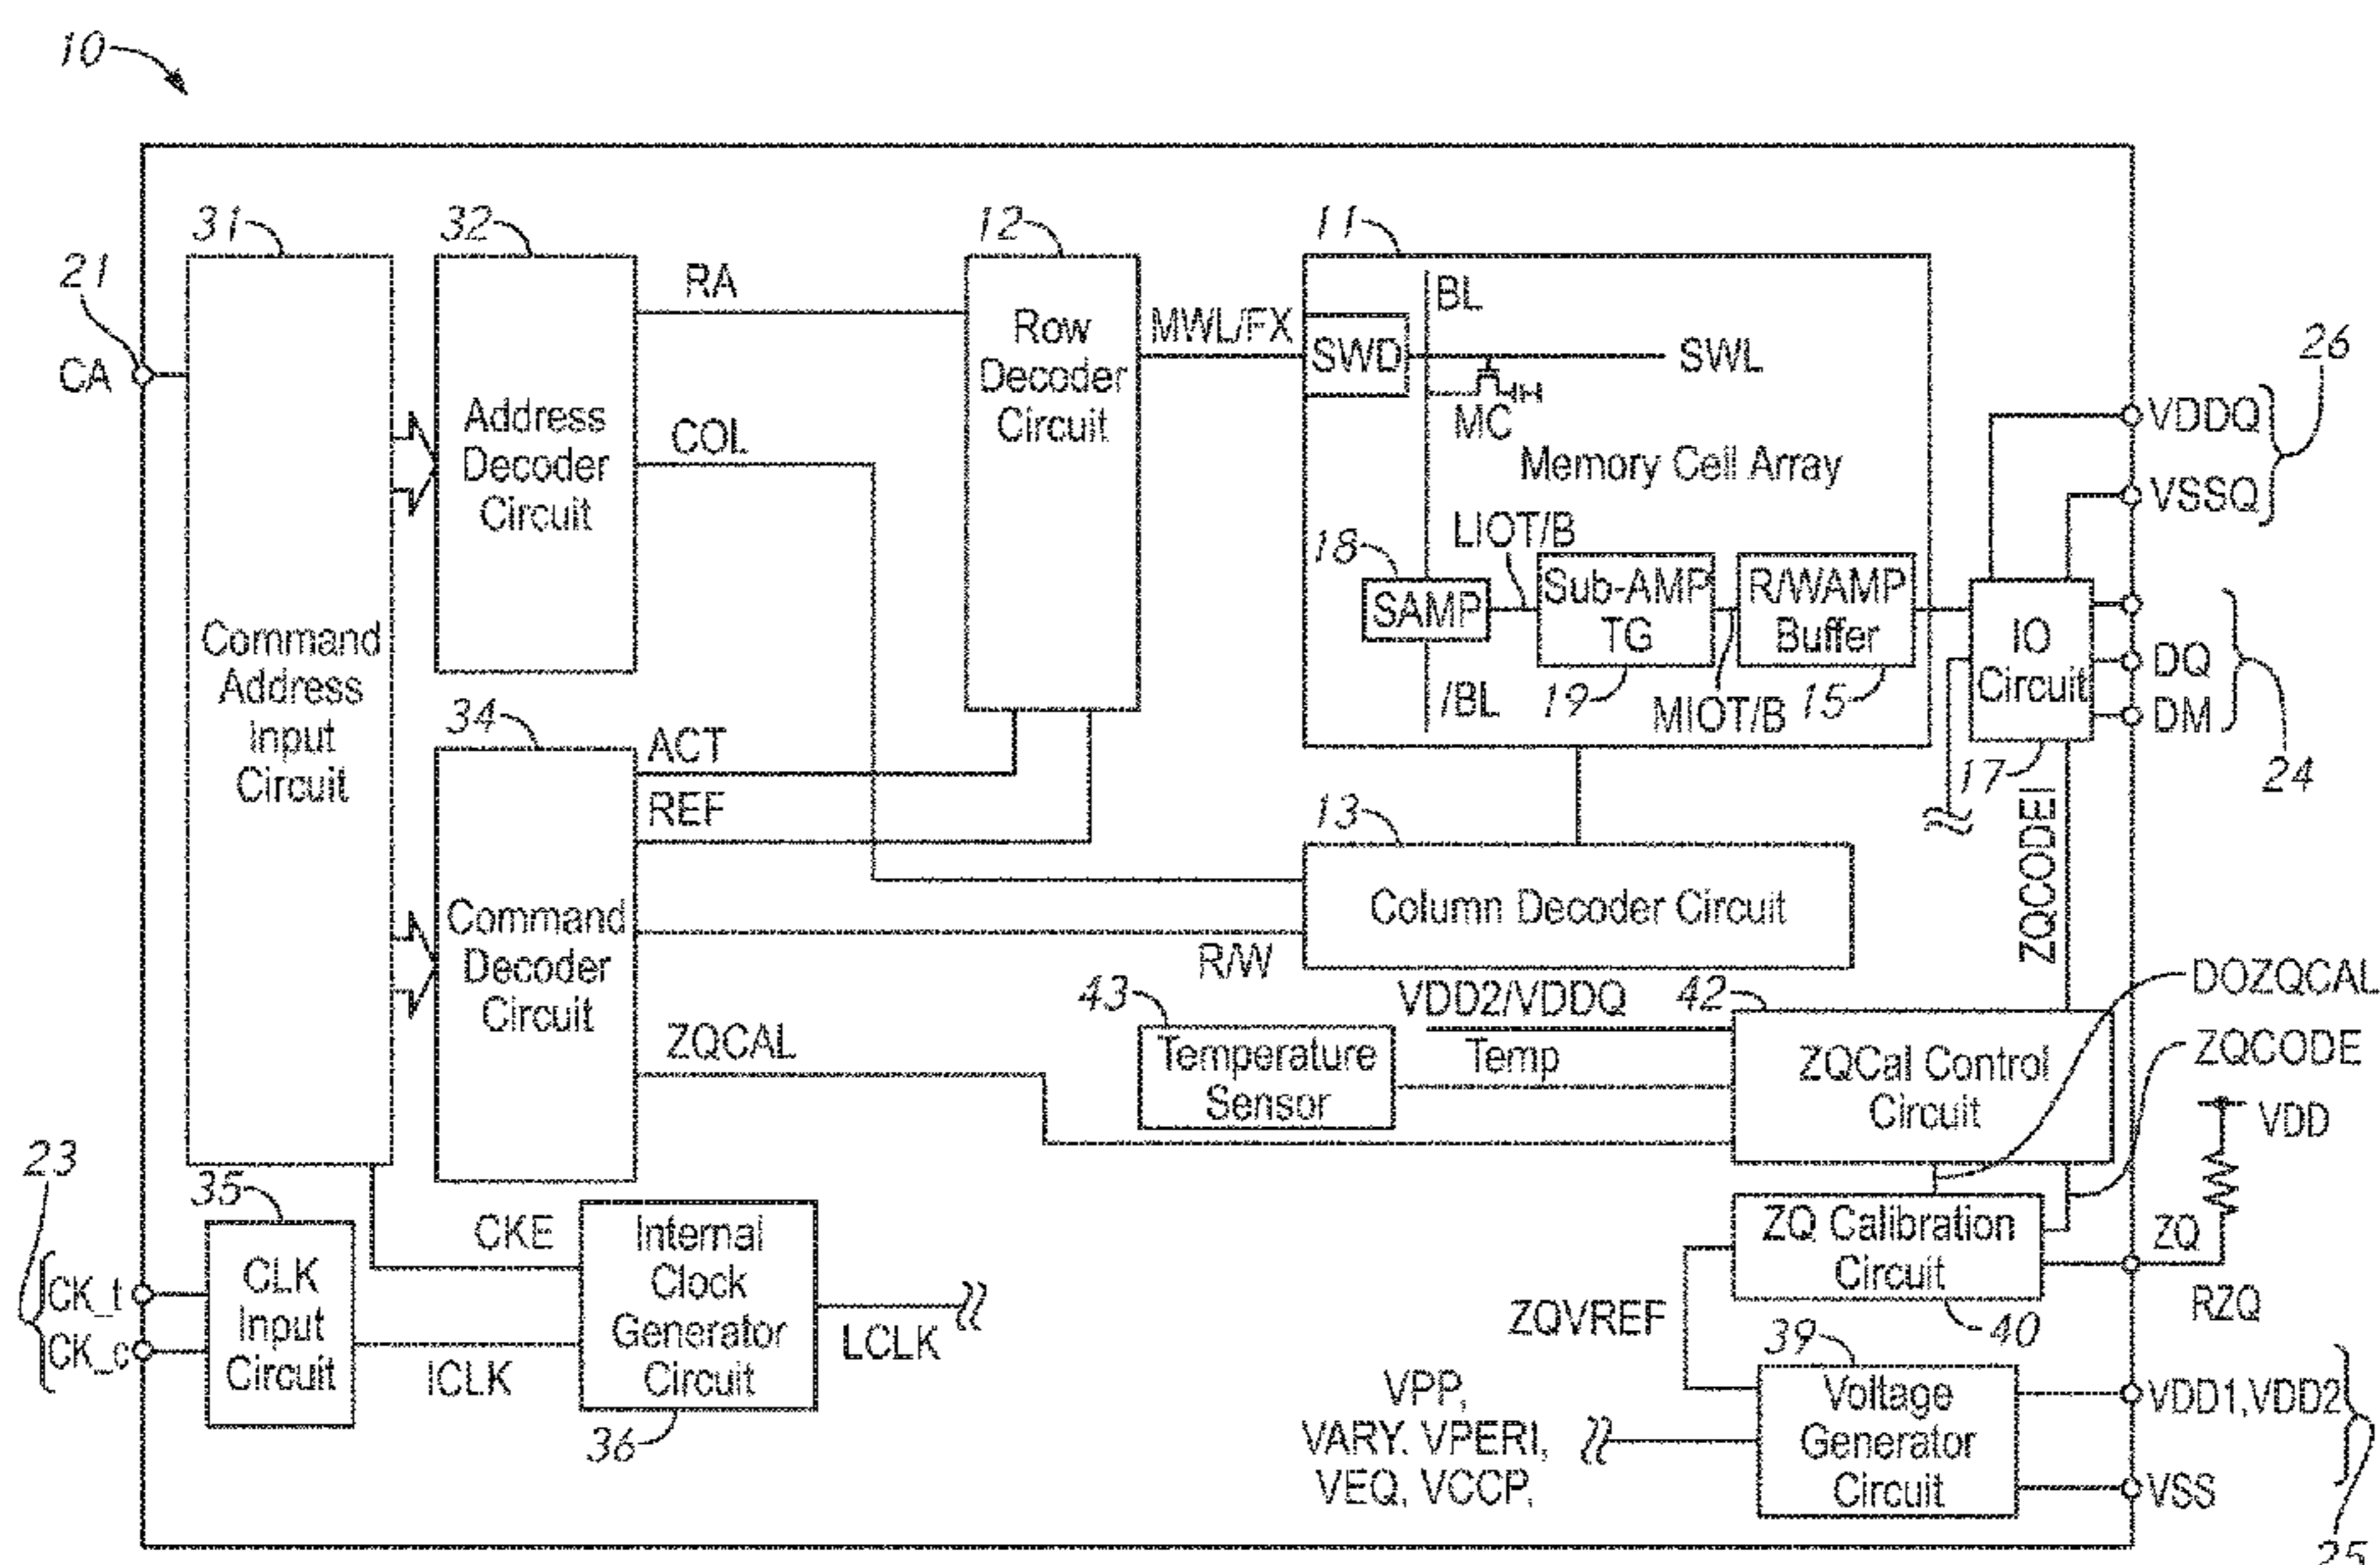 10
31
32
12
11
21
CA
RA
COL
MWL/FX
Command
Address
Input
Circuit
Address
Decoder
Circuit
Row
Decoder
Circuit
SWD
BL
SWL
MC
Memory Cell Array
18
LIOT/B
SAMP
Sub-AMP
TG
R/WAMP
Buffer
/BL
19
MIOT/B
15
IO
Circuit
17
VDDQ
VSSQ
26
DQ
DM
24
34
ACT
REF
Command
Decoder
Circuit
R/W
ZQCAL
13
Column Decoder Circuit
ZQCODEI
43
Temperature
Sensor
VDD2/VDDQ
Temp
42
ZQCal Control
Circuit
DOZQCAL
ZQCODE
VDD
23
35
CK_t
CK_c
CLK
Input
Circuit
CKE
ICLK
Internal
Clock
Generator
Circuit
36
LCLK
ZQ Calibration
Circuit
40
ZQ
RZQ
ZQVREF
39
Voltage
Generator
Circuit
VPP,
VARY, VPERI,
VEQ, VCCP,
VDD1,VDD2
VSS
25